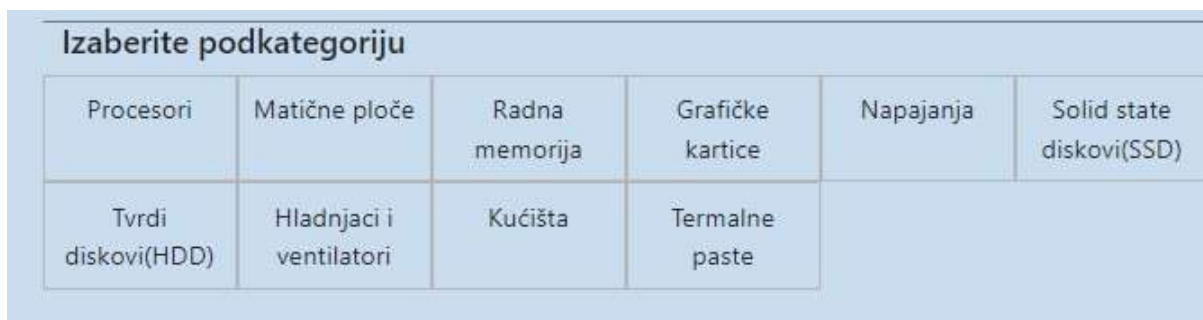 Izaberite podkategoriju
Procesori
Matične ploče
Radna
memorija
Grafičke
kartice
Napajanja
Solid state
diskovi(SSD)
Tvrdi
diskovi(HDD)
Hladnjaci i
ventilatori
Kućišta
Termalne
paste